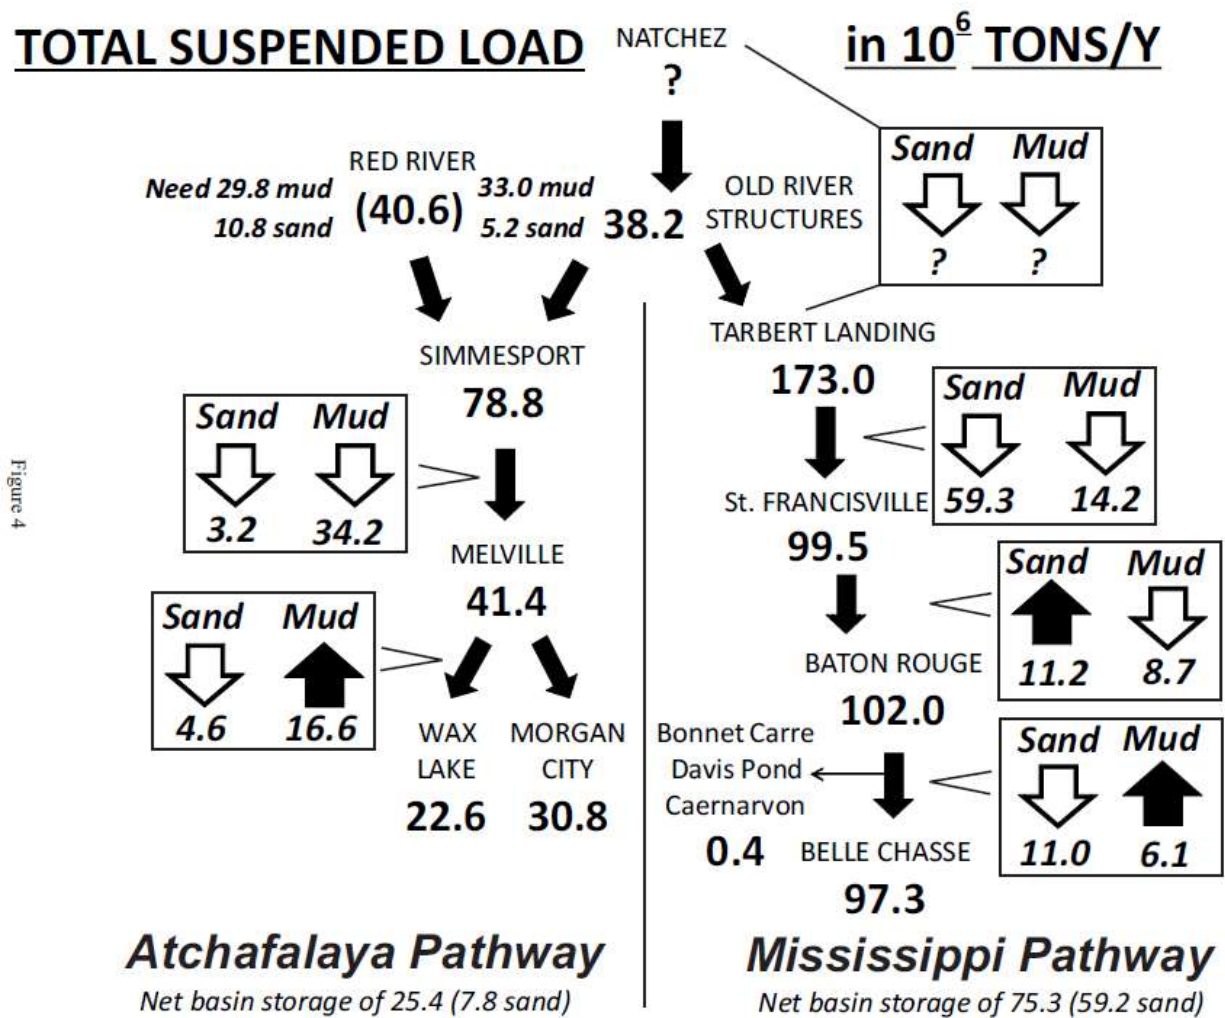 TOTAL SUSPENDED LOAD
in 10⁶ TONS/Y
NATCHEZ
?
Sand Mud
? ?
RED RIVER
(40.6)
Need 29.8 mud
10.8 sand
33.0 mud
5.2 sand
38.2
OLD RIVER
STRUCTURES
SIMMESPORT
78.8
Sand Mud
3.2 34.2
MELVILLE
41.4
Sand Mud
4.6 16.6
WAX
LAKE
22.6
MORGAN
CITY
30.8
TARBERT LANDING
173.0
Sand Mud
59.3 14.2
St. FRANCISVILLE
99.5
Sand Mud
11.2 8.7
BATON ROUGE
102.0
Bonnet Carre
Davis Pond
Caernarvon
0.4
Sand Mud
11.0 6.1
BELLE CHASSE
97.3
Atchafalaya Pathway
Net basin storage of 25.4 (7.8 sand)
Mississippi Pathway
Net basin storage of 75.3 (59.2 sand)
Figure 4